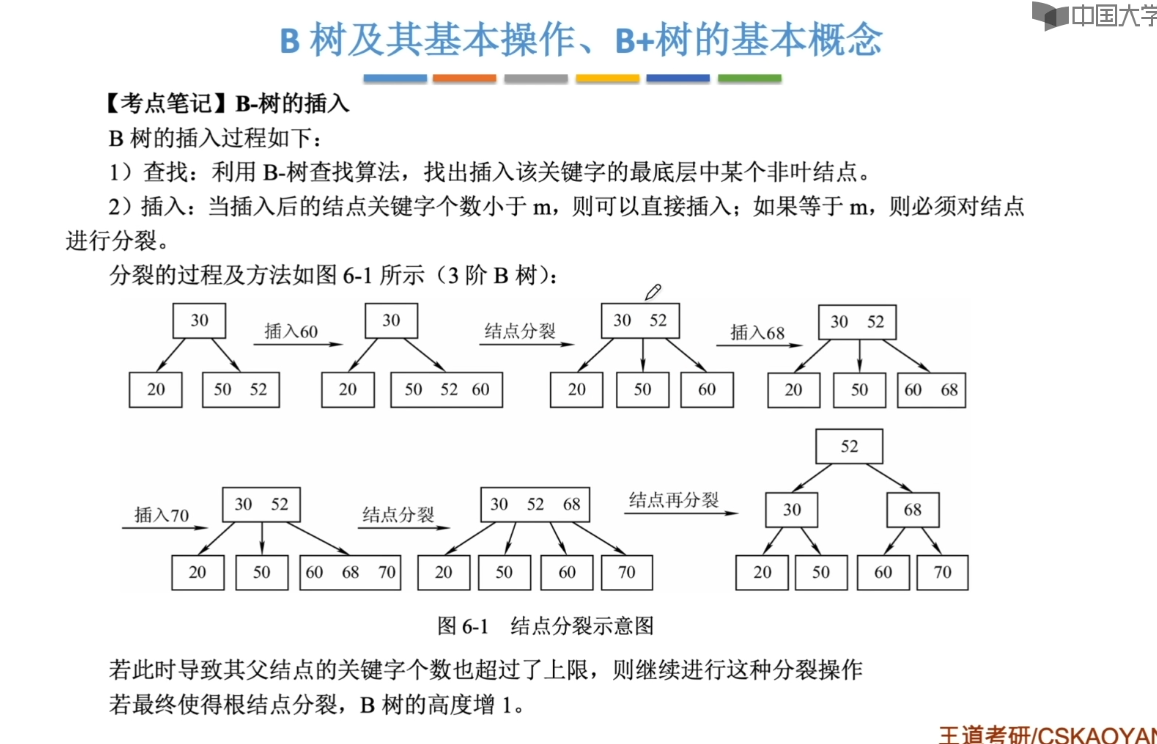 中国大学
B 树及其基本操作、B+树的基本概念
【考点笔记】B-树的插入
B 树的插入过程如下：
1）查找：利用 B-树查找算法，找出插入该关键字的最底层中某个非叶结点。
2）插入：当插入后的结点关键字个数小于 m，则可以直接插入；如果等于 m，则必须对结点
进行分裂。
分裂的过程及方法如图 6-1 所示（3 阶 B 树）：
30 插入60 30 结点分裂 30 52 插入68 30 52
20 50 52 20 50 52 60 20 50 60 20 50 60 68
52
插入70 30 52 结点分裂 30 52 68 结点再分裂 30 68
20 50 60 68 70 20 50 60 70 20 50 60 70
图 6-1 结点分裂示意图
若此时导致其父结点的关键字个数也超过了上限，则继续进行这种分裂操作
若最终使得根结点分裂，B 树的高度增 1。
王道考研/CSKAOYAN